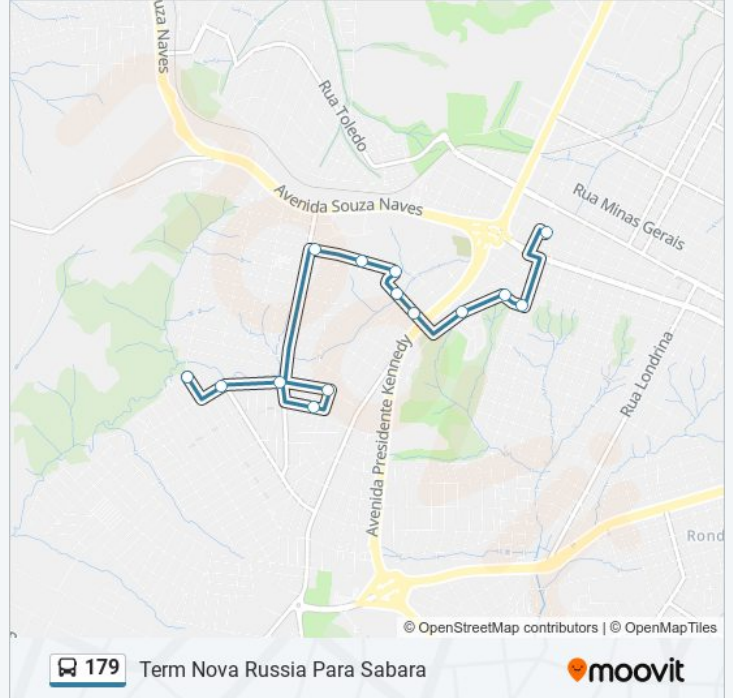 uza Naves
Rua Toledo
Avenida Souza Naves
Rua Minas Gerais
Rua Londrina
Avenida Presidente Kennedy
Rond
© OpenStreetMap contributors | © OpenMapTiles
179 Term Nova Russia Para Sabara
moovit